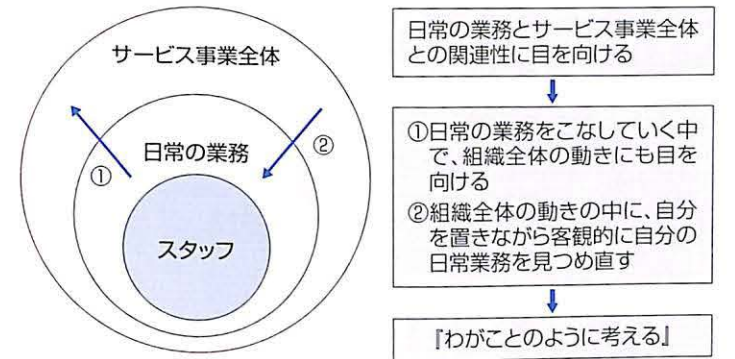 サービス事業全体
日常の業務
①
②
スタッフ
日常の業務とサービス事業全体
との関連性に目を向ける
①日常の業務をこなしていく中
で、組織全体の動きにも目を
向ける
②組織全体の動きの中に、自分
を置きながら客観的に自分の
日常業務を見つめ直す
『わがことのように考える』